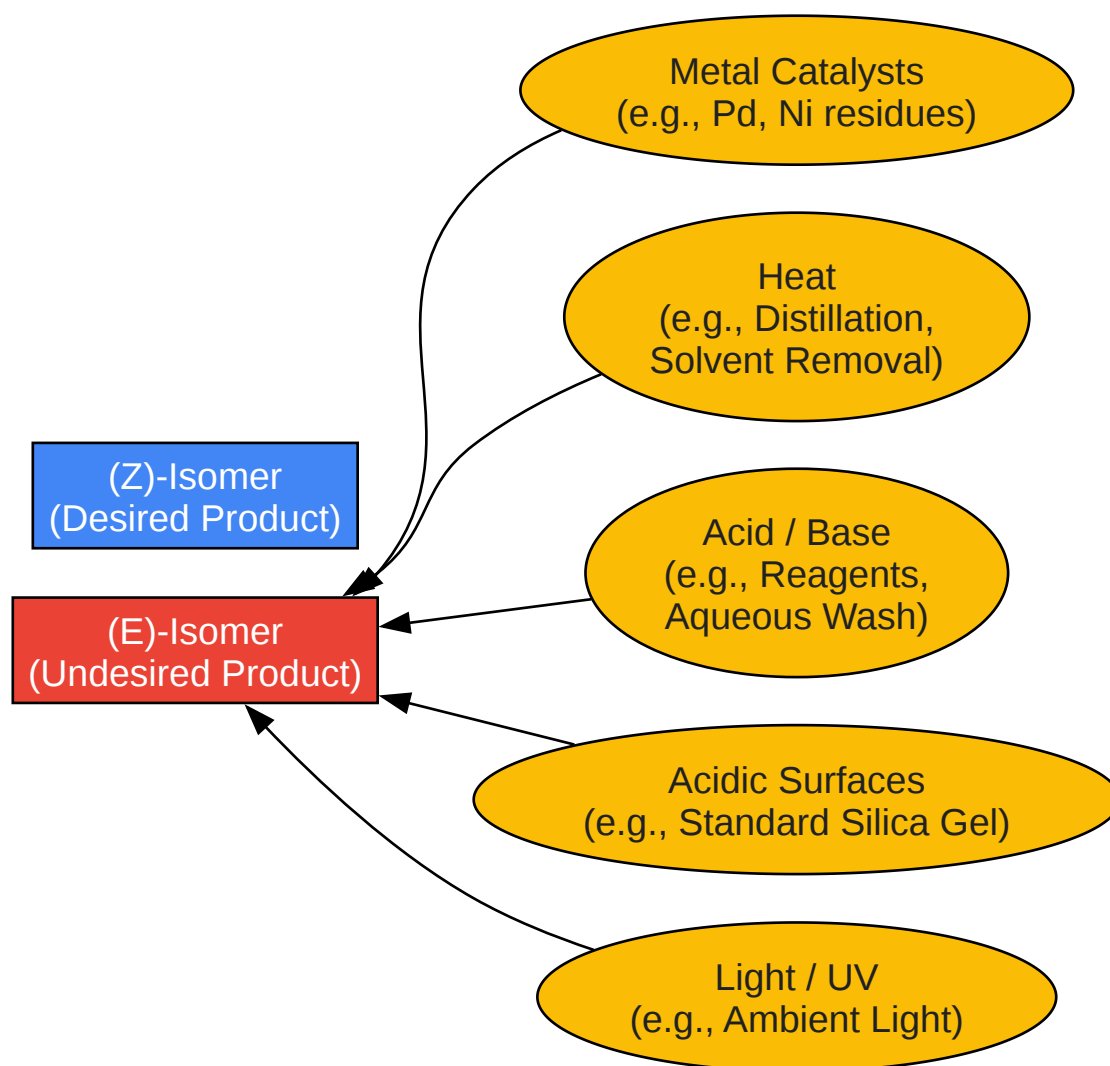 Metal Catalysts
(e.g., Pd, Ni residues)
Heat
(e.g., Distillation,
Solvent Removal)
(Z)-Isomer
(Desired Product)
Acid / Base
(e.g., Reagents,
Aqueous Wash)
(E)-Isomer
(Undesired Product)
Acidic Surfaces
(e.g., Standard Silica Gel)
Light / UV
(e.g., Ambient Light)